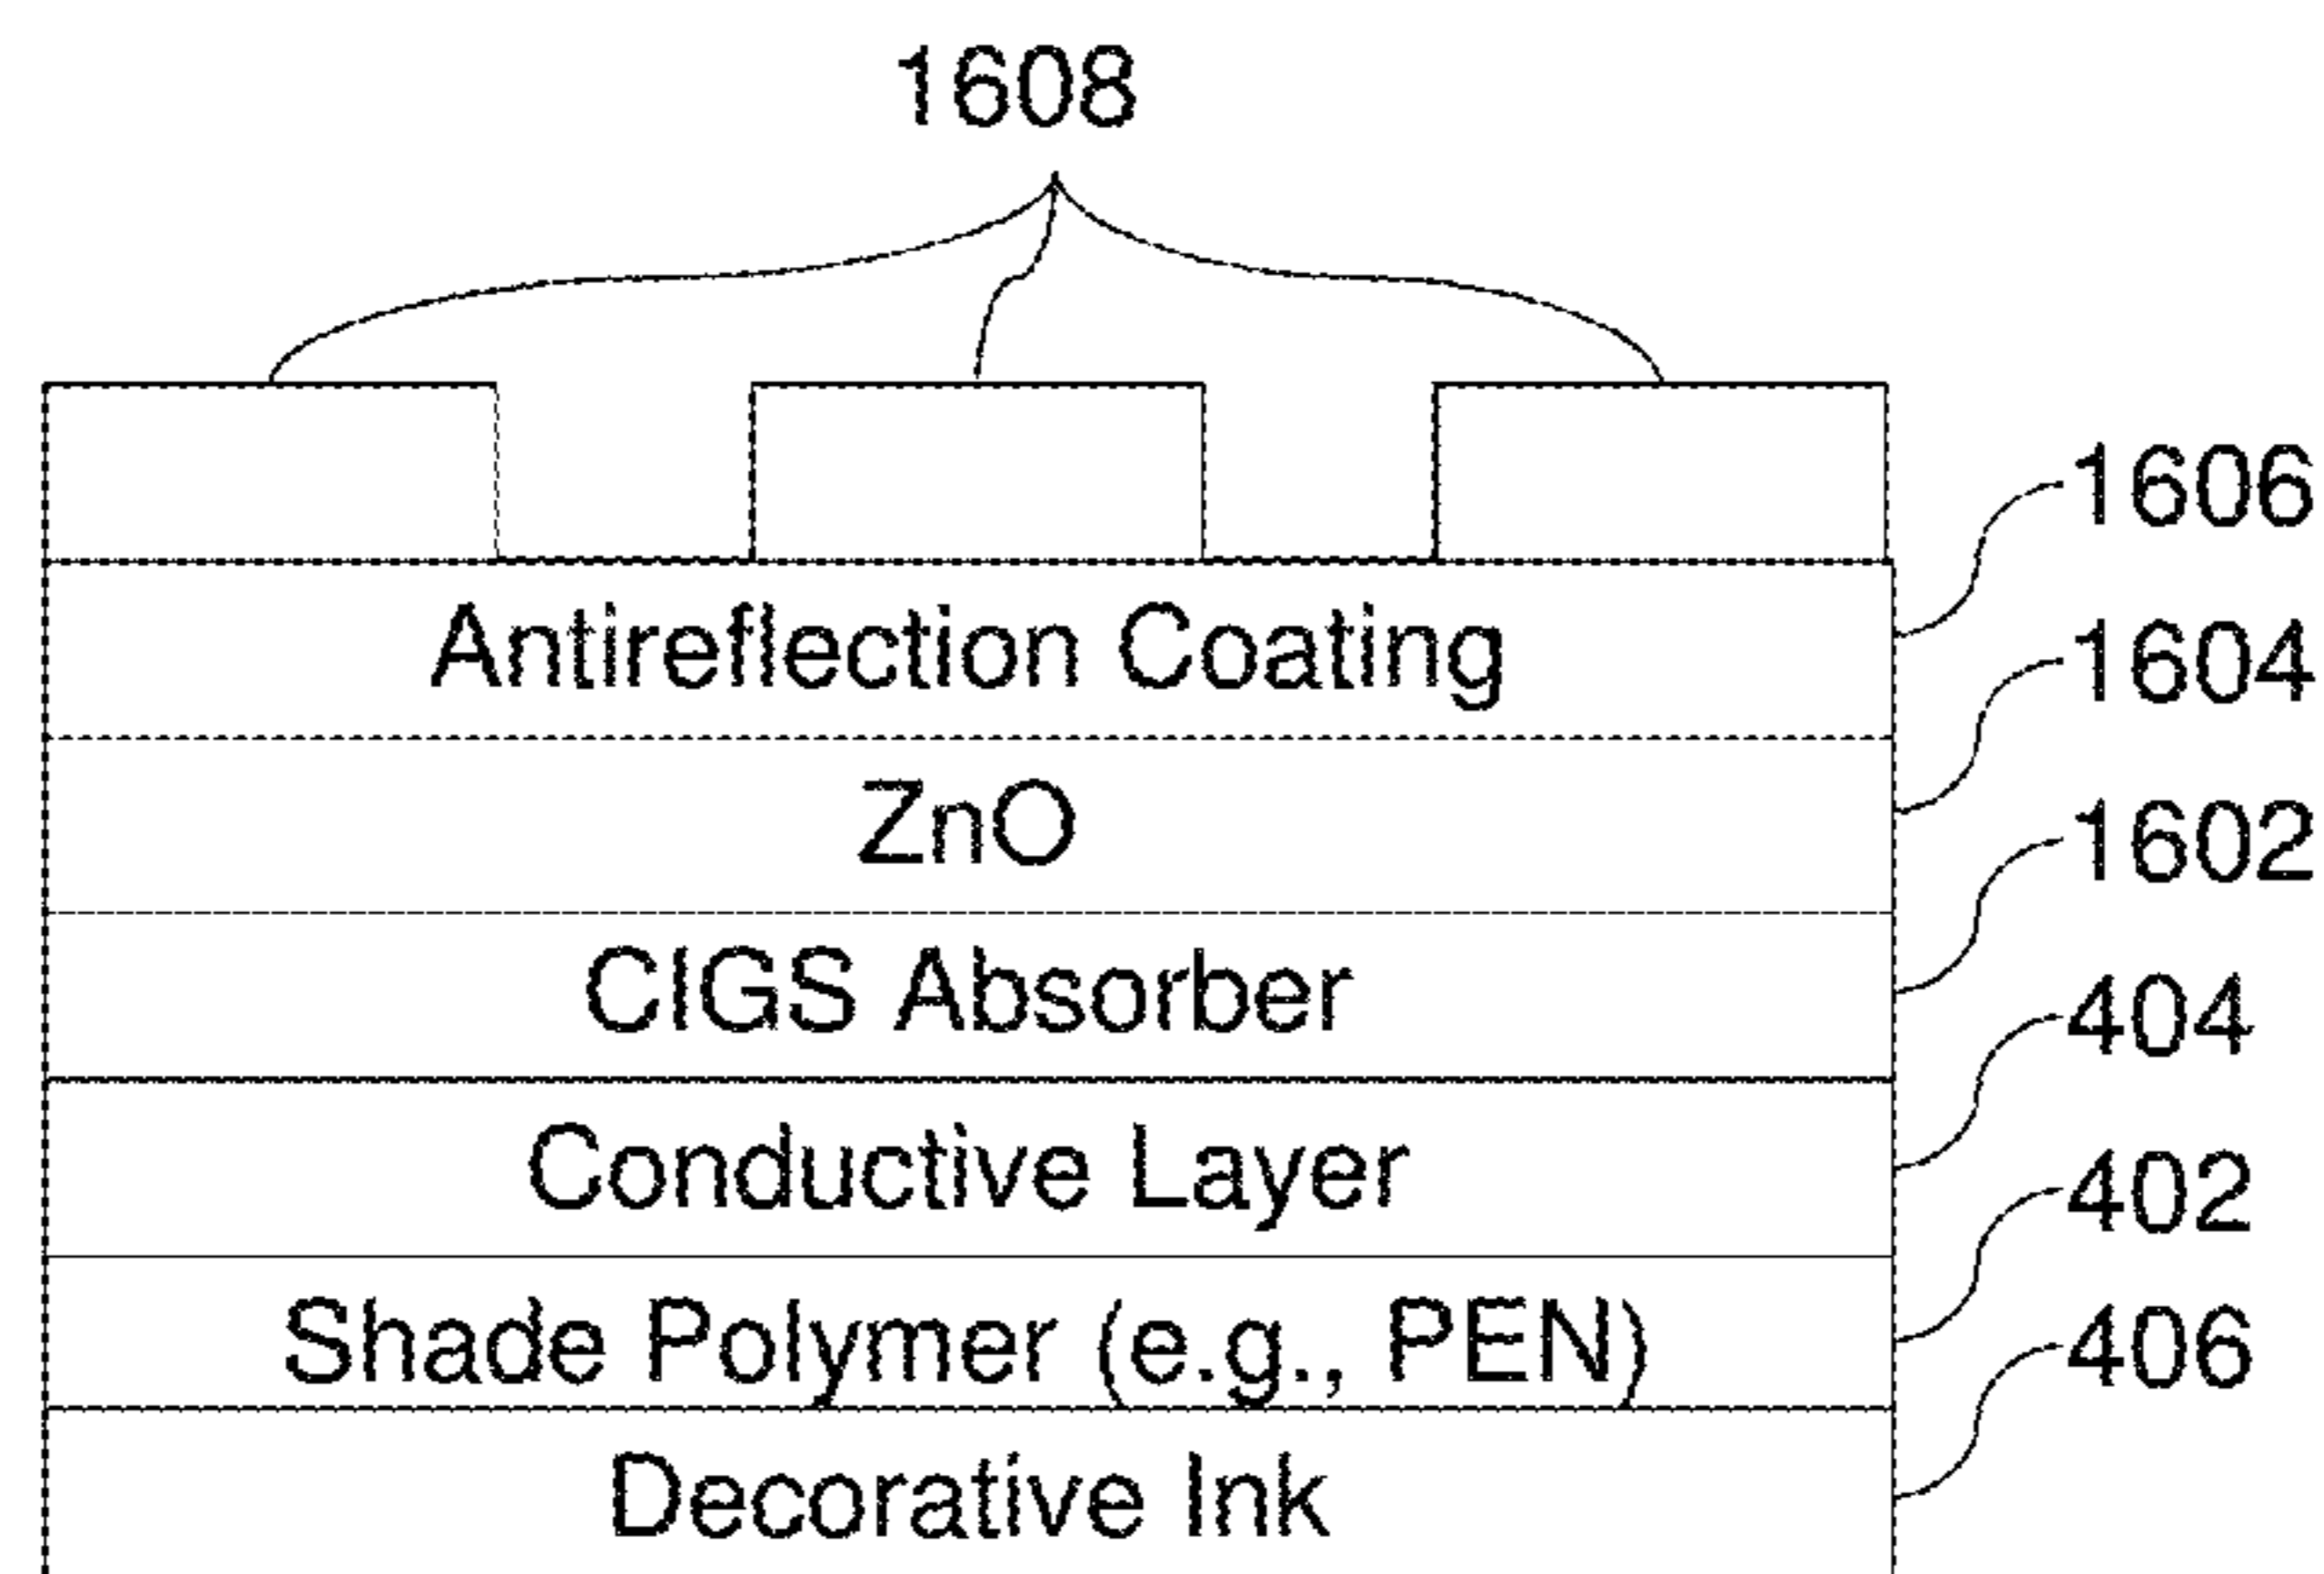 1608
1606
Antireflection Coating
1604
ZnO
1602
CIGS Absorber
404
Conductive Layer
402
Shade Polymer (e.g., PEN)
406
Decorative Ink